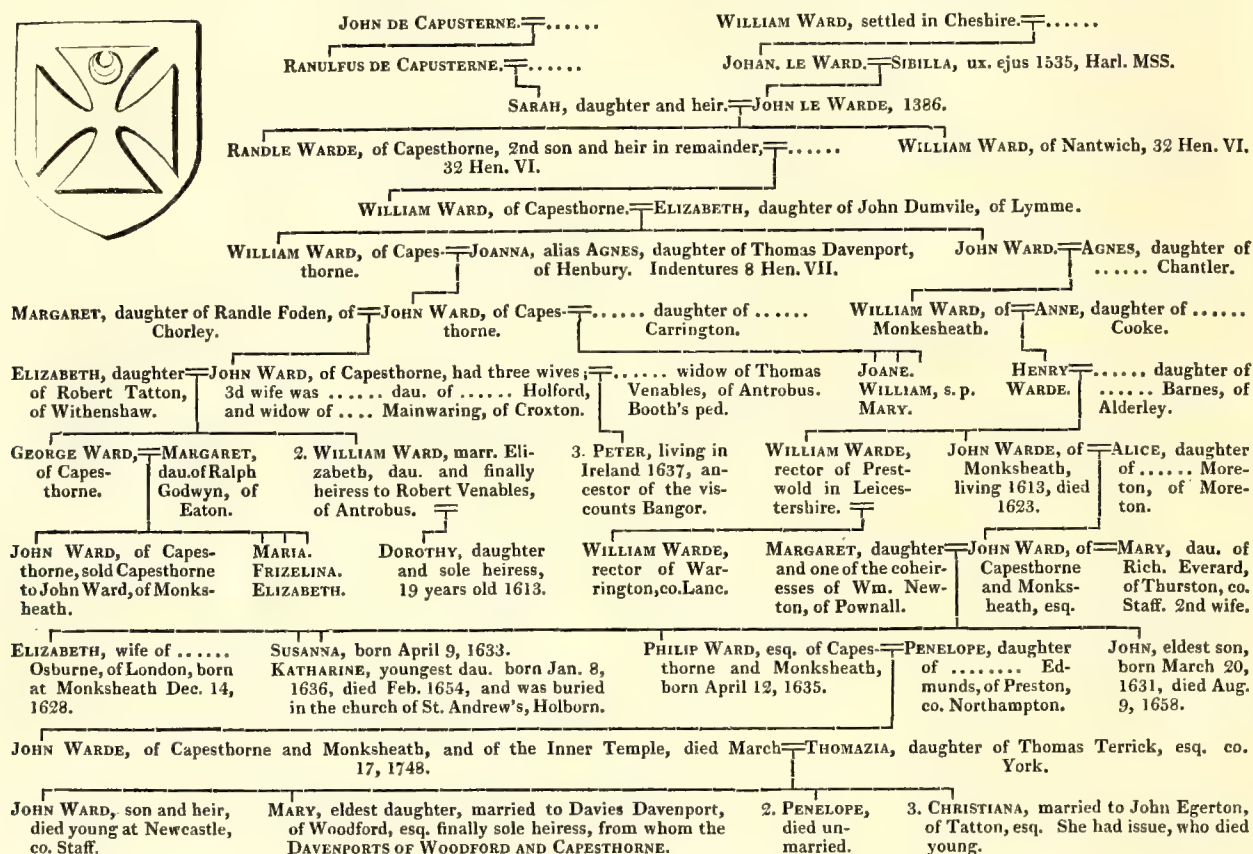 JOHN DE CAPUSTERNE.╤......
WILLIAM WARD, settled in Cheshire.╤......
RANULFUS DE CAPUSTERNE.╤......
JOHAN. LE WARD.╤SIBILLA, ux. ejus 1535, Harl. MSS.
SARAH, daughter and heir.╤JOHN LE WARDE, 1386.
RANDLE WARDE, of Capesthorne, 2nd son and heir in remainder,╤......
32 Hen. VI.
WILLIAM WARD, of Nantwich, 32 Hen. VI.
WILLIAM WARD, of Capesthorne.╤ELIZABETH, daughter of John Dumvile, of Lymme.
WILLIAM WARD, of Capes-
thorne.
JOANNA, alias AGNES, daughter of Thomas Davenport,
of Henbury. Indentures 8 Hen. VII.
JOHN WARD.╤AGNES, daughter of
...... Chantler.
MARGARET, daughter of Randle Foden, of
Chorley.
JOHN WARD, of Capes-
thorne.
...... daughter of ......
Carrington.
WILLIAM WARD, of
Monkesheath.
ANNE, daughter of ......
Cooke.
ELIZABETH, daughter
of Robert Tatton,
of Withenshaw.
JOHN WARD, of Capesthorne, had three wives;
3d wife was ...... dau. of ...... Holford,
and widow of .... Mainwaring, of Croxton.
...... widow of Thomas
Venables, of Antrobus.
Booth's ped.
JOANE.
WILLIAM, s. p.
MARY.
HENRY
WARDE.
...... daughter of
...... Barnes, of
Alderley.
GEORGE WARD,
of Capes-
thorne.
MARGARET,
dau.of Ralph
Godwyn, of
Eaton.
2. WILLIAM WARD, marr. Eli-
zabeth, dau. and finally
heiress to Robert Venables,
of Antrobus.
3. PETER, living in
Ireland 1637, an-
cestor of the vis-
counts Bangor.
WILLIAM WARDE,
rector of Prest-
wold in Leices-
tershire.
JOHN WARDE, of
Monksheath,
living 1613, died
1623.
ALICE, daughter
of ...... More-
ton, of More-
ton.
JOHN WARD, of Capes-
thorne, sold Capesthorne
to John Ward, of Monks-
heath.
MARIA.
FRIZELINA.
ELIZABETH.
DOROTHY, daughter
and sole heiress,
19 years old 1613.
WILLIAM WARDE,
rector of War-
rington,co.Lanc.
MARGARET, daughter
and one of the coheir-
esses of Wm. New-
ton, of Pownall.
JOHN WARD, of
Capesthorne
and Monks-
heath, esq.
MARY, dau. of
Rich. Everard,
of Thurston, co.
Staff. 2nd wife.
ELIZABETH, wife of ......
Osburne, of London, born
at Monksheath Dec. 14,
1628.
SUSANNA, born April 9, 1633.
KATHARINE, youngest dau. born Jan. 8,
1636, died Feb. 1654, and was buried
in the church of St. Andrew's, Holborn.
PHILIP WARD, esq. of Capes-
thorne and Monksheath,
born April 12, 1635.
PENELOPE, daughter
of ........ Ed-
munds, of Preston,
co. Northampton.
JOHN, eldest son,
born March 20,
1631, died Aug.
9, 1658.
JOHN WARDE, of Capesthorne and Monksheath, and of the Inner Temple, died March
17, 1748.
THOMAZIA, daughter of Thomas Terrick, esq. co.
York.
JOHN WARD, son and heir,
died young at Newcastle,
co. Staff.
MARY, eldest daughter, married to Davies Davenport,
of Woodford, esq. finally sole heiress, from whom the
DAVENPORTS OF WOODFORD AND CAPESTHORNE.
2. PENELOPE,
died un-
married.
3. CHRISTIANA, married to John Egerton,
of Tatton, esq. She had issue, who died
young.